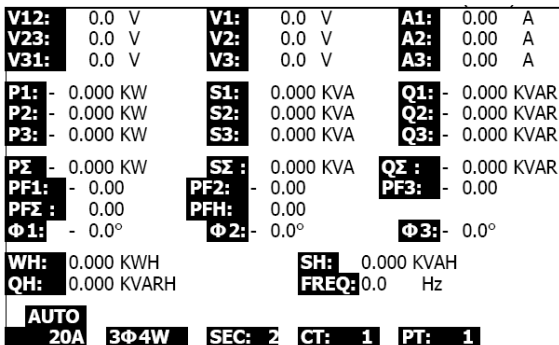 V12: 0.0 V V1: 0.0 V A1: 0.00 A
V23: 0.0 V V2: 0.0 V A2: 0.00 A
V31: 0.0 V V3: 0.0 V A3: 0.00 A
P1: - 0.000 KW S1: 0.000 KVA Q1: - 0.000 KVAR
P2: - 0.000 KW S2: 0.000 KVA Q2: - 0.000 KVAR
P3: - 0.000 KW S3: 0.000 KVA Q3: - 0.000 KVAR
PΣ - 0.000 KW SΣ : 0.000 KVA QΣ : - 0.000 KVAR
PF1: - 0.00 PF2: - 0.00 PF3: - 0.00
PFΣ : 0.00 PFH: 0.00
Φ1: - 0.0° Φ2: - 0.0° Φ3: - 0.0°
WH: 0.000 KWH SH: 0.000 KVAH
QH: 0.000 KVARH FREQ: 0.0 Hz
AUTO
20A 3Φ4W SEC: 2 CT: 1 PT: 1